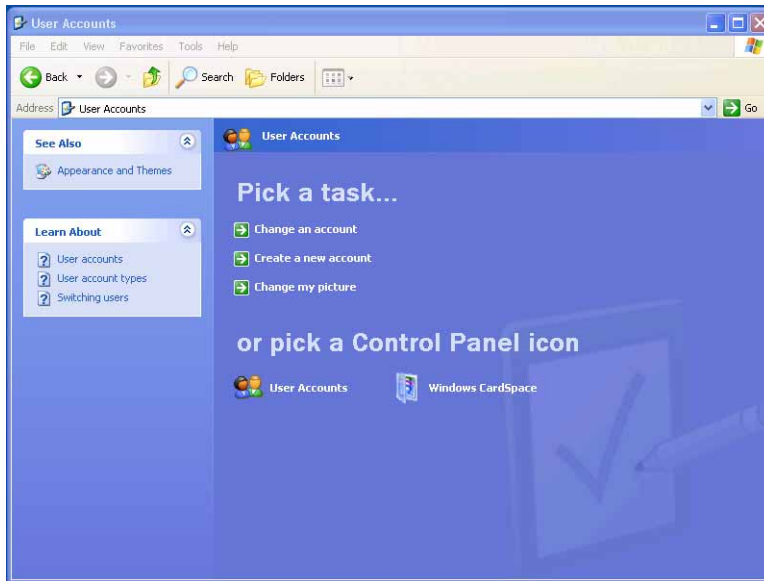 User Accounts
File Edit View Favorites Tools Help
Back Search Folders
Address User Accounts Go
See Also
Appearance and Themes
Learn About
User accounts
User account types
Switching users
User Accounts
Pick a task...
Change an account
Create a new account
Change my picture
or pick a Control Panel icon
User Accounts Windows CardSpace